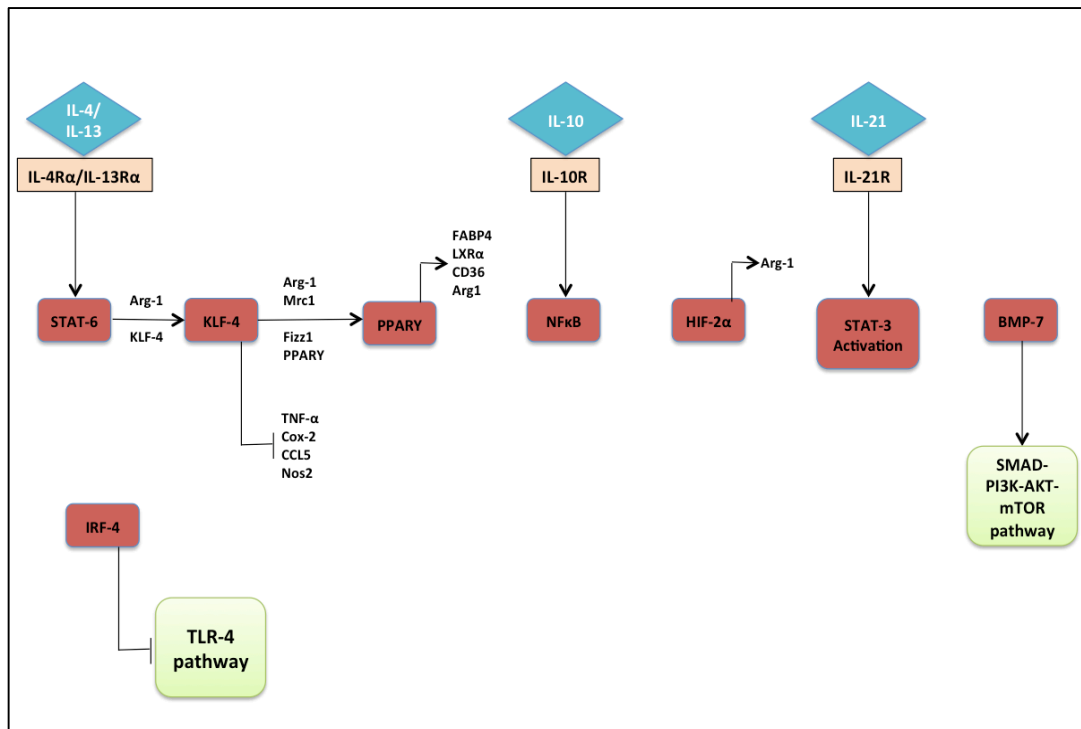 IL-4/
IL-13
IL-10
IL-21
IL-4Rα/IL-13Rα
IL-10R
IL-21R
FABP4
LXRα
CD36
Arg1
Arg-1
Arg-1
Mrc1
Arg-1
STAT-6
KLF-4
PPARY
NFκB
HIF-2α
STAT-3
Activation
BMP-7
KLF-4
Fizz1
PPARY
TNF-α
Cox-2
CCL5
Nos2
SMAD-
PI3K-AKT-
mTOR
pathway
IRF-4
TLR-4
pathway